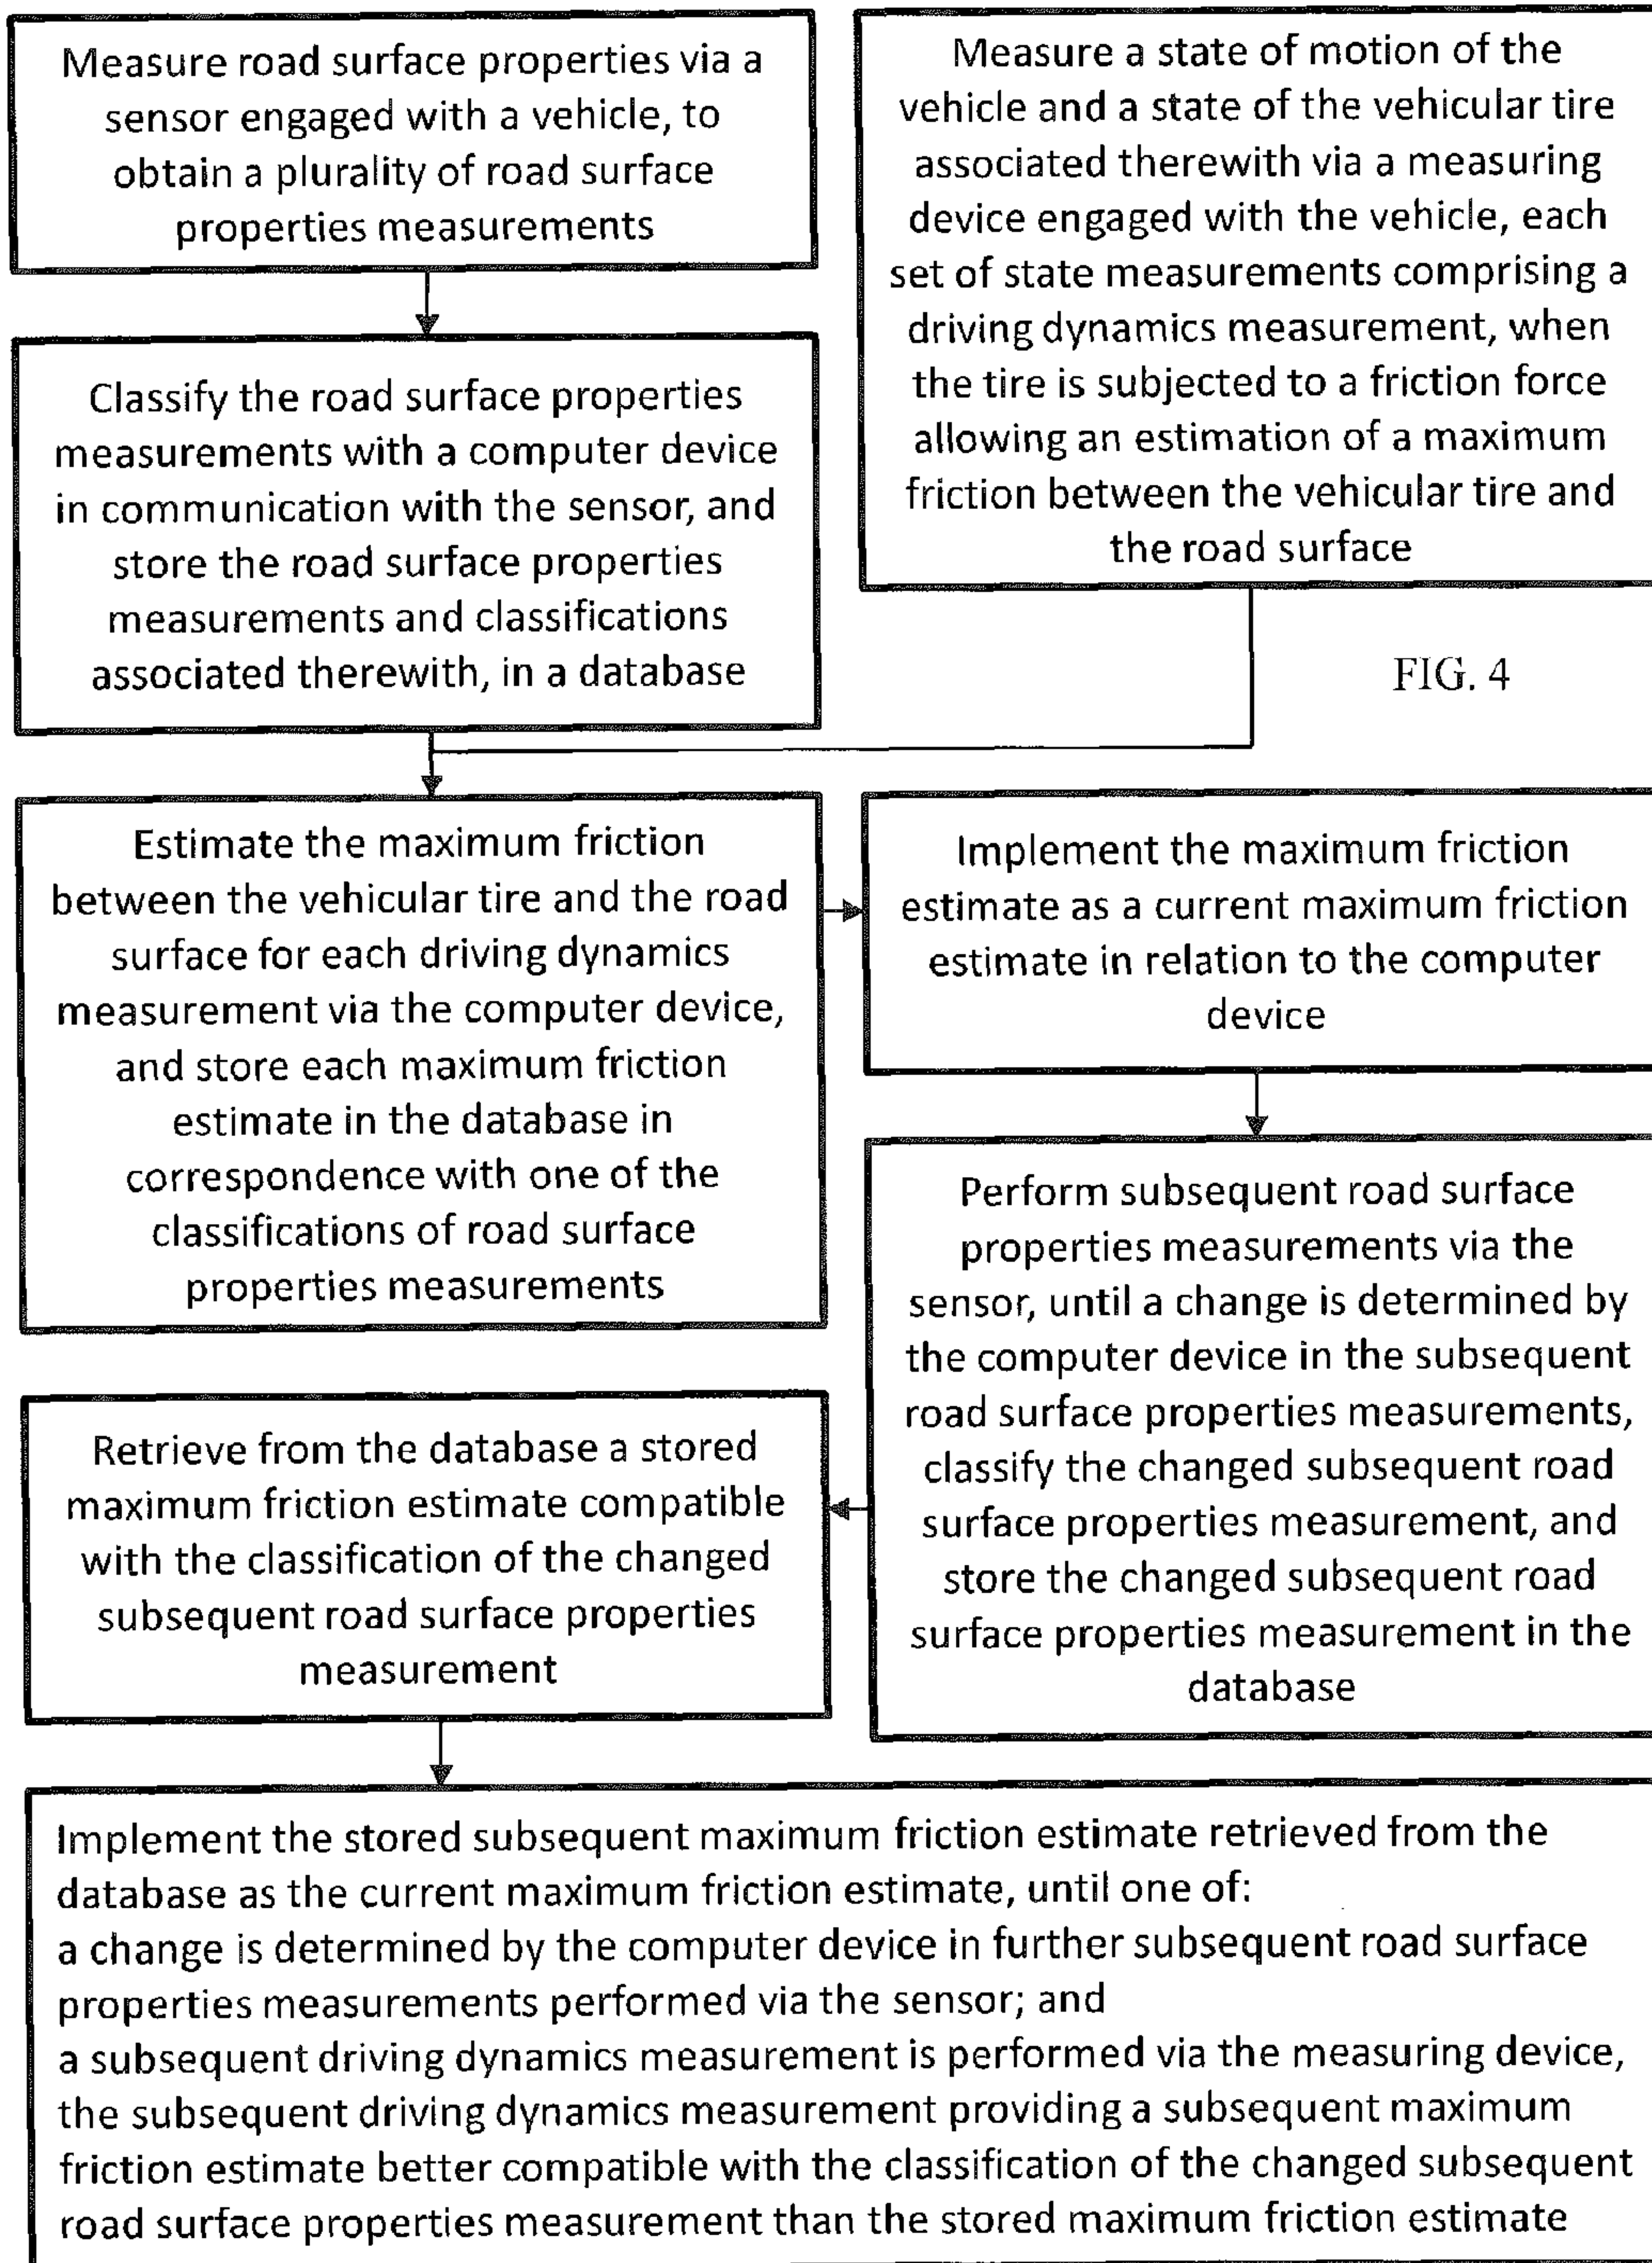 Measure road surface properties via a
sensor engaged with a vehicle, to
obtain a plurality of road surface
properties measurements
Measure a state of motion of the
vehicle and a state of the vehicular tire
associated therewith via a measuring
device engaged with the vehicle, each
set of state measurements comprising a
driving dynamics measurement, when
the tire is subjected to a friction force
allowing an estimation of a maximum
friction between the vehicular tire and
the road surface
Classify the road surface properties
measurements with a computer device
in communication with the sensor, and
store the road surface properties
measurements and classifications
associated therewith, in a database
FIG. 4
Estimate the maximum friction
between the vehicular tire and the road
surface for each driving dynamics
measurement via the computer device,
and store each maximum friction
estimate in the database in
correspondence with one of the
classifications of road surface
properties measurements
Implement the maximum friction
estimate as a current maximum friction
estimate in relation to the computer
device
Perform subsequent road surface
properties measurements via the
sensor, until a change is determined by
the computer device in the subsequent
road surface properties measurements,
classify the changed subsequent road
surface properties measurement, and
store the changed subsequent road
surface properties measurement in the
database
Retrieve from the database a stored
maximum friction estimate compatible
with the classification of the changed
subsequent road surface properties
measurement
Implement the stored subsequent maximum friction estimate retrieved from the
database as the current maximum friction estimate, until one of:
a change is determined by the computer device in further subsequent road surface
properties measurements performed via the sensor; and
a subsequent driving dynamics measurement is performed via the measuring device,
the subsequent driving dynamics measurement providing a subsequent maximum
friction estimate better compatible with the classification of the changed subsequent
road surface properties measurement than the stored maximum friction estimate